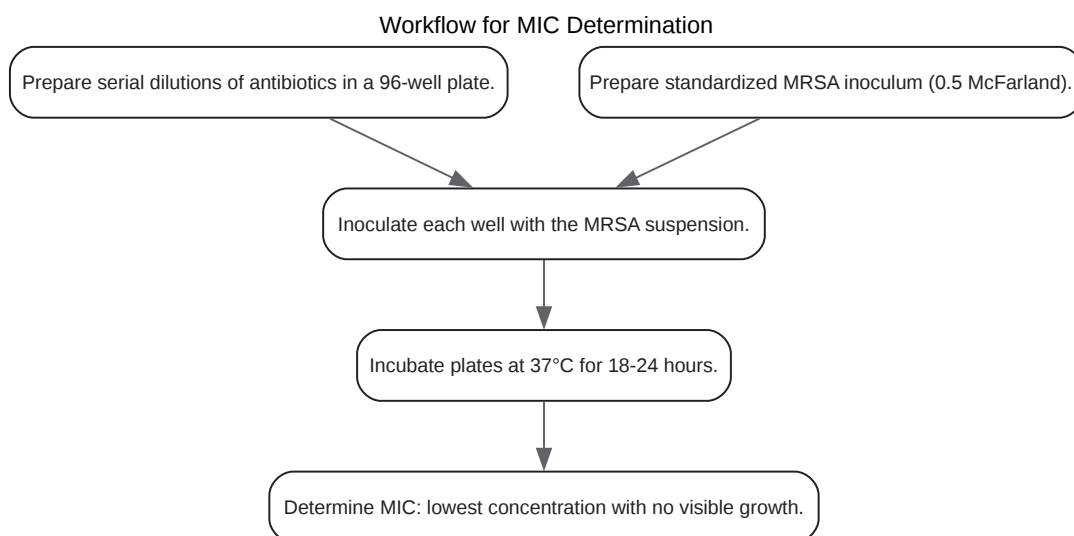 Workflow for MIC Determination
Prepare serial dilutions of antibiotics in a 96-well plate.
Prepare standardized MRSA inoculum (0.5 McFarland).
Inoculate each well with the MRSA suspension.
Incubate plates at 37°C for 18-24 hours.
Determine MIC: lowest concentration with no visible growth.